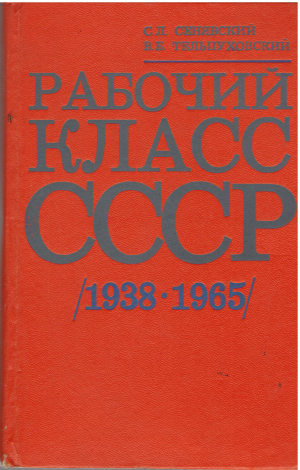 С.Л. СЕНЯВСКИЙ
В.Б. ТЕЛЬПУХОВСКИЙ
РАБОЧИЙ
КЛАСС
СССР
/1938·1965/